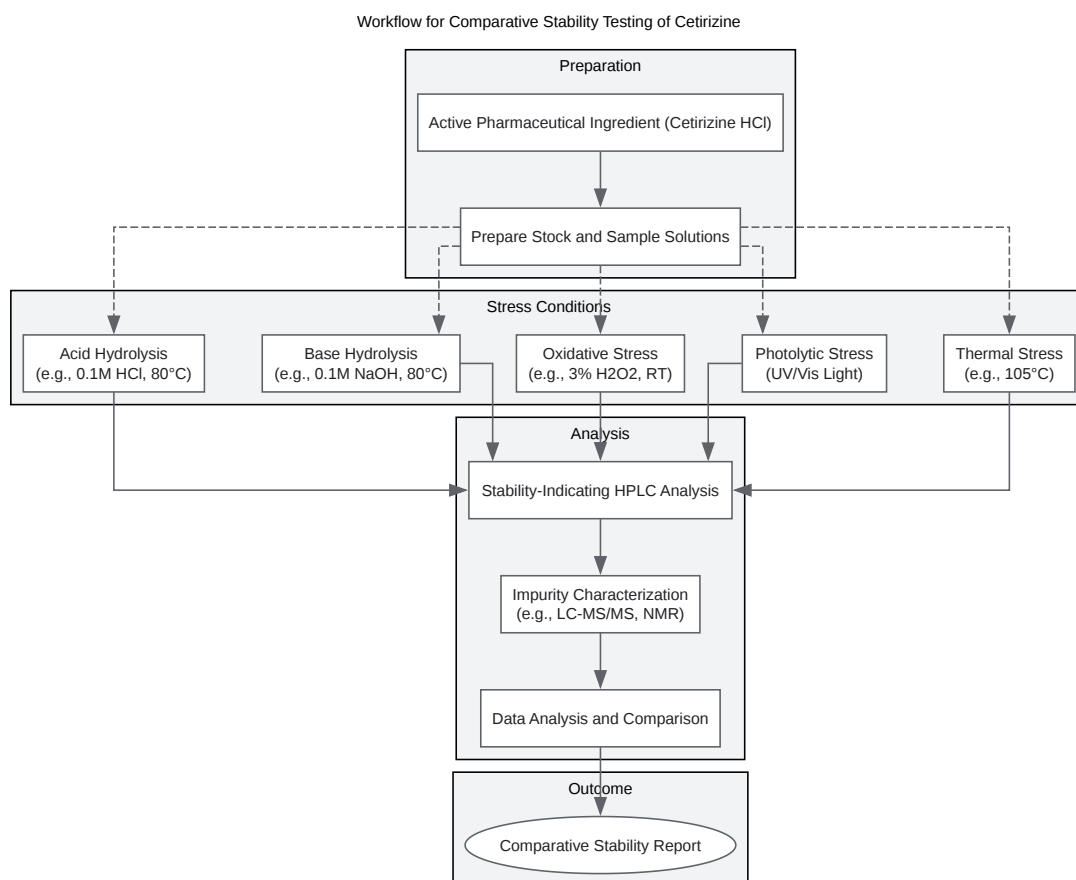 Workflow for Comparative Stability Testing of Cetirizine
Preparation
Active Pharmaceutical Ingredient (Cetirizine HCl)
Prepare Stock and Sample Solutions
Stress Conditions
Acid Hydrolysis
(e.g., 0.1M HCl, 80°C)
Base Hydrolysis
(e.g., 0.1M NaOH, 80°C)
Oxidative Stress
(e.g., 3% H2O2, RT)
Photolytic Stress
(UV/Vis Light)
Thermal Stress
(e.g., 105°C)
Analysis
Stability-Indicating HPLC Analysis
Impurity Characterization
(e.g., LC-MS/MS, NMR)
Data Analysis and Comparison
Outcome
Comparative Stability Report